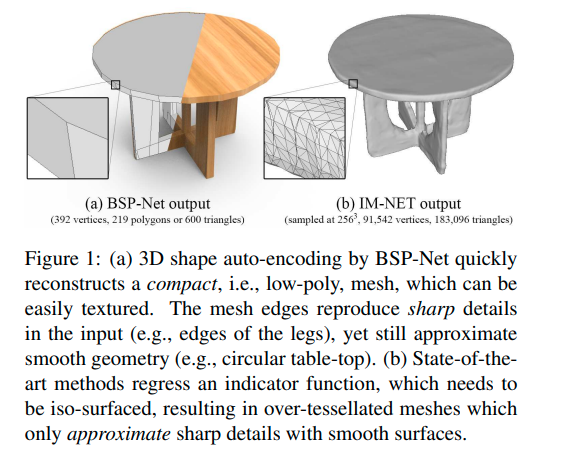 (a) BSP-Net output
(392 vertices, 219 polygons or 600 triangles)
(b) IM-NET output
(sampled at 256³, 91,542 vertices, 183,096 triangles)
Figure 1: (a) 3D shape auto-encoding by BSP-Net quickly
reconstructs a compact, i.e., low-poly, mesh, which can be
easily textured. The mesh edges reproduce sharp details
in the input (e.g., edges of the legs), yet still approximate
smooth geometry (e.g., circular table-top). (b) State-of-the-
art methods regress an indicator function, which needs to
be iso-surfaced, resulting in over-tessellated meshes which
only approximate sharp details with smooth surfaces.